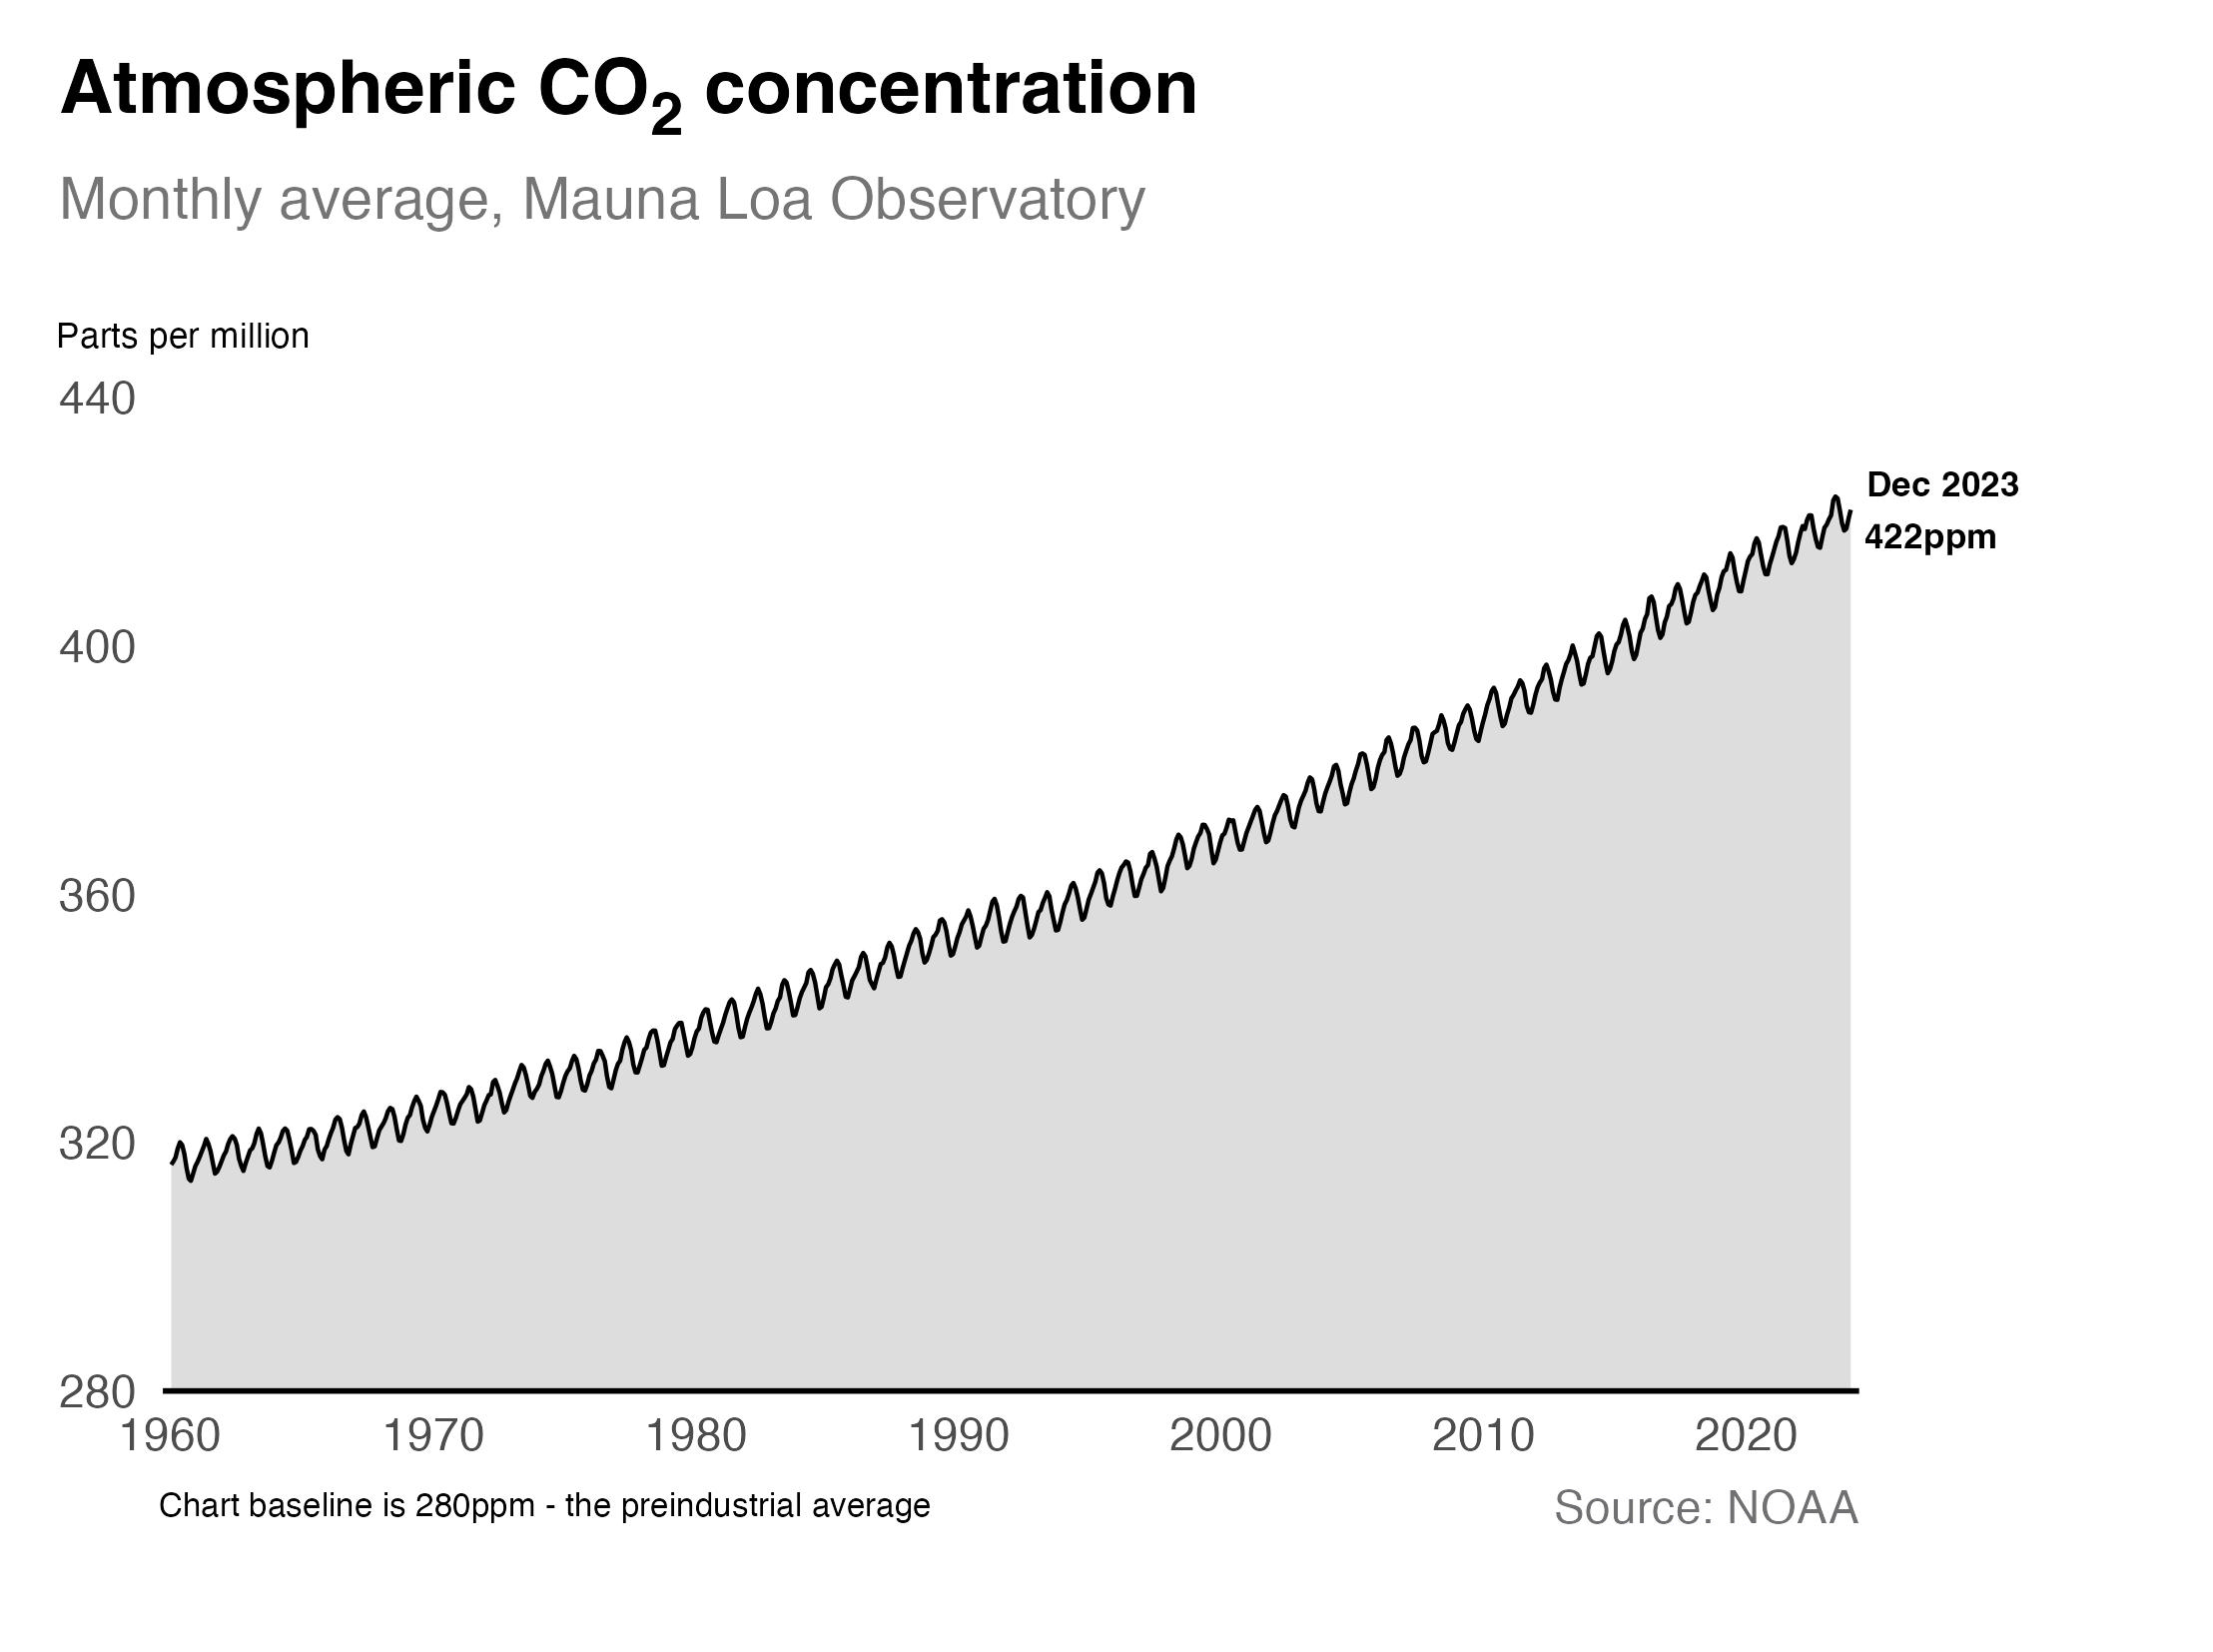 Atmospheric CO₂ concentration
Monthly average, Mauna Loa Observatory
Parts per million
440
Dec 2023
422ppm
400
360
320
280
1960 1970 1980 1990 2000 2010 2020
Chart baseline is 280ppm - the preindustrial average
Source: NOAA